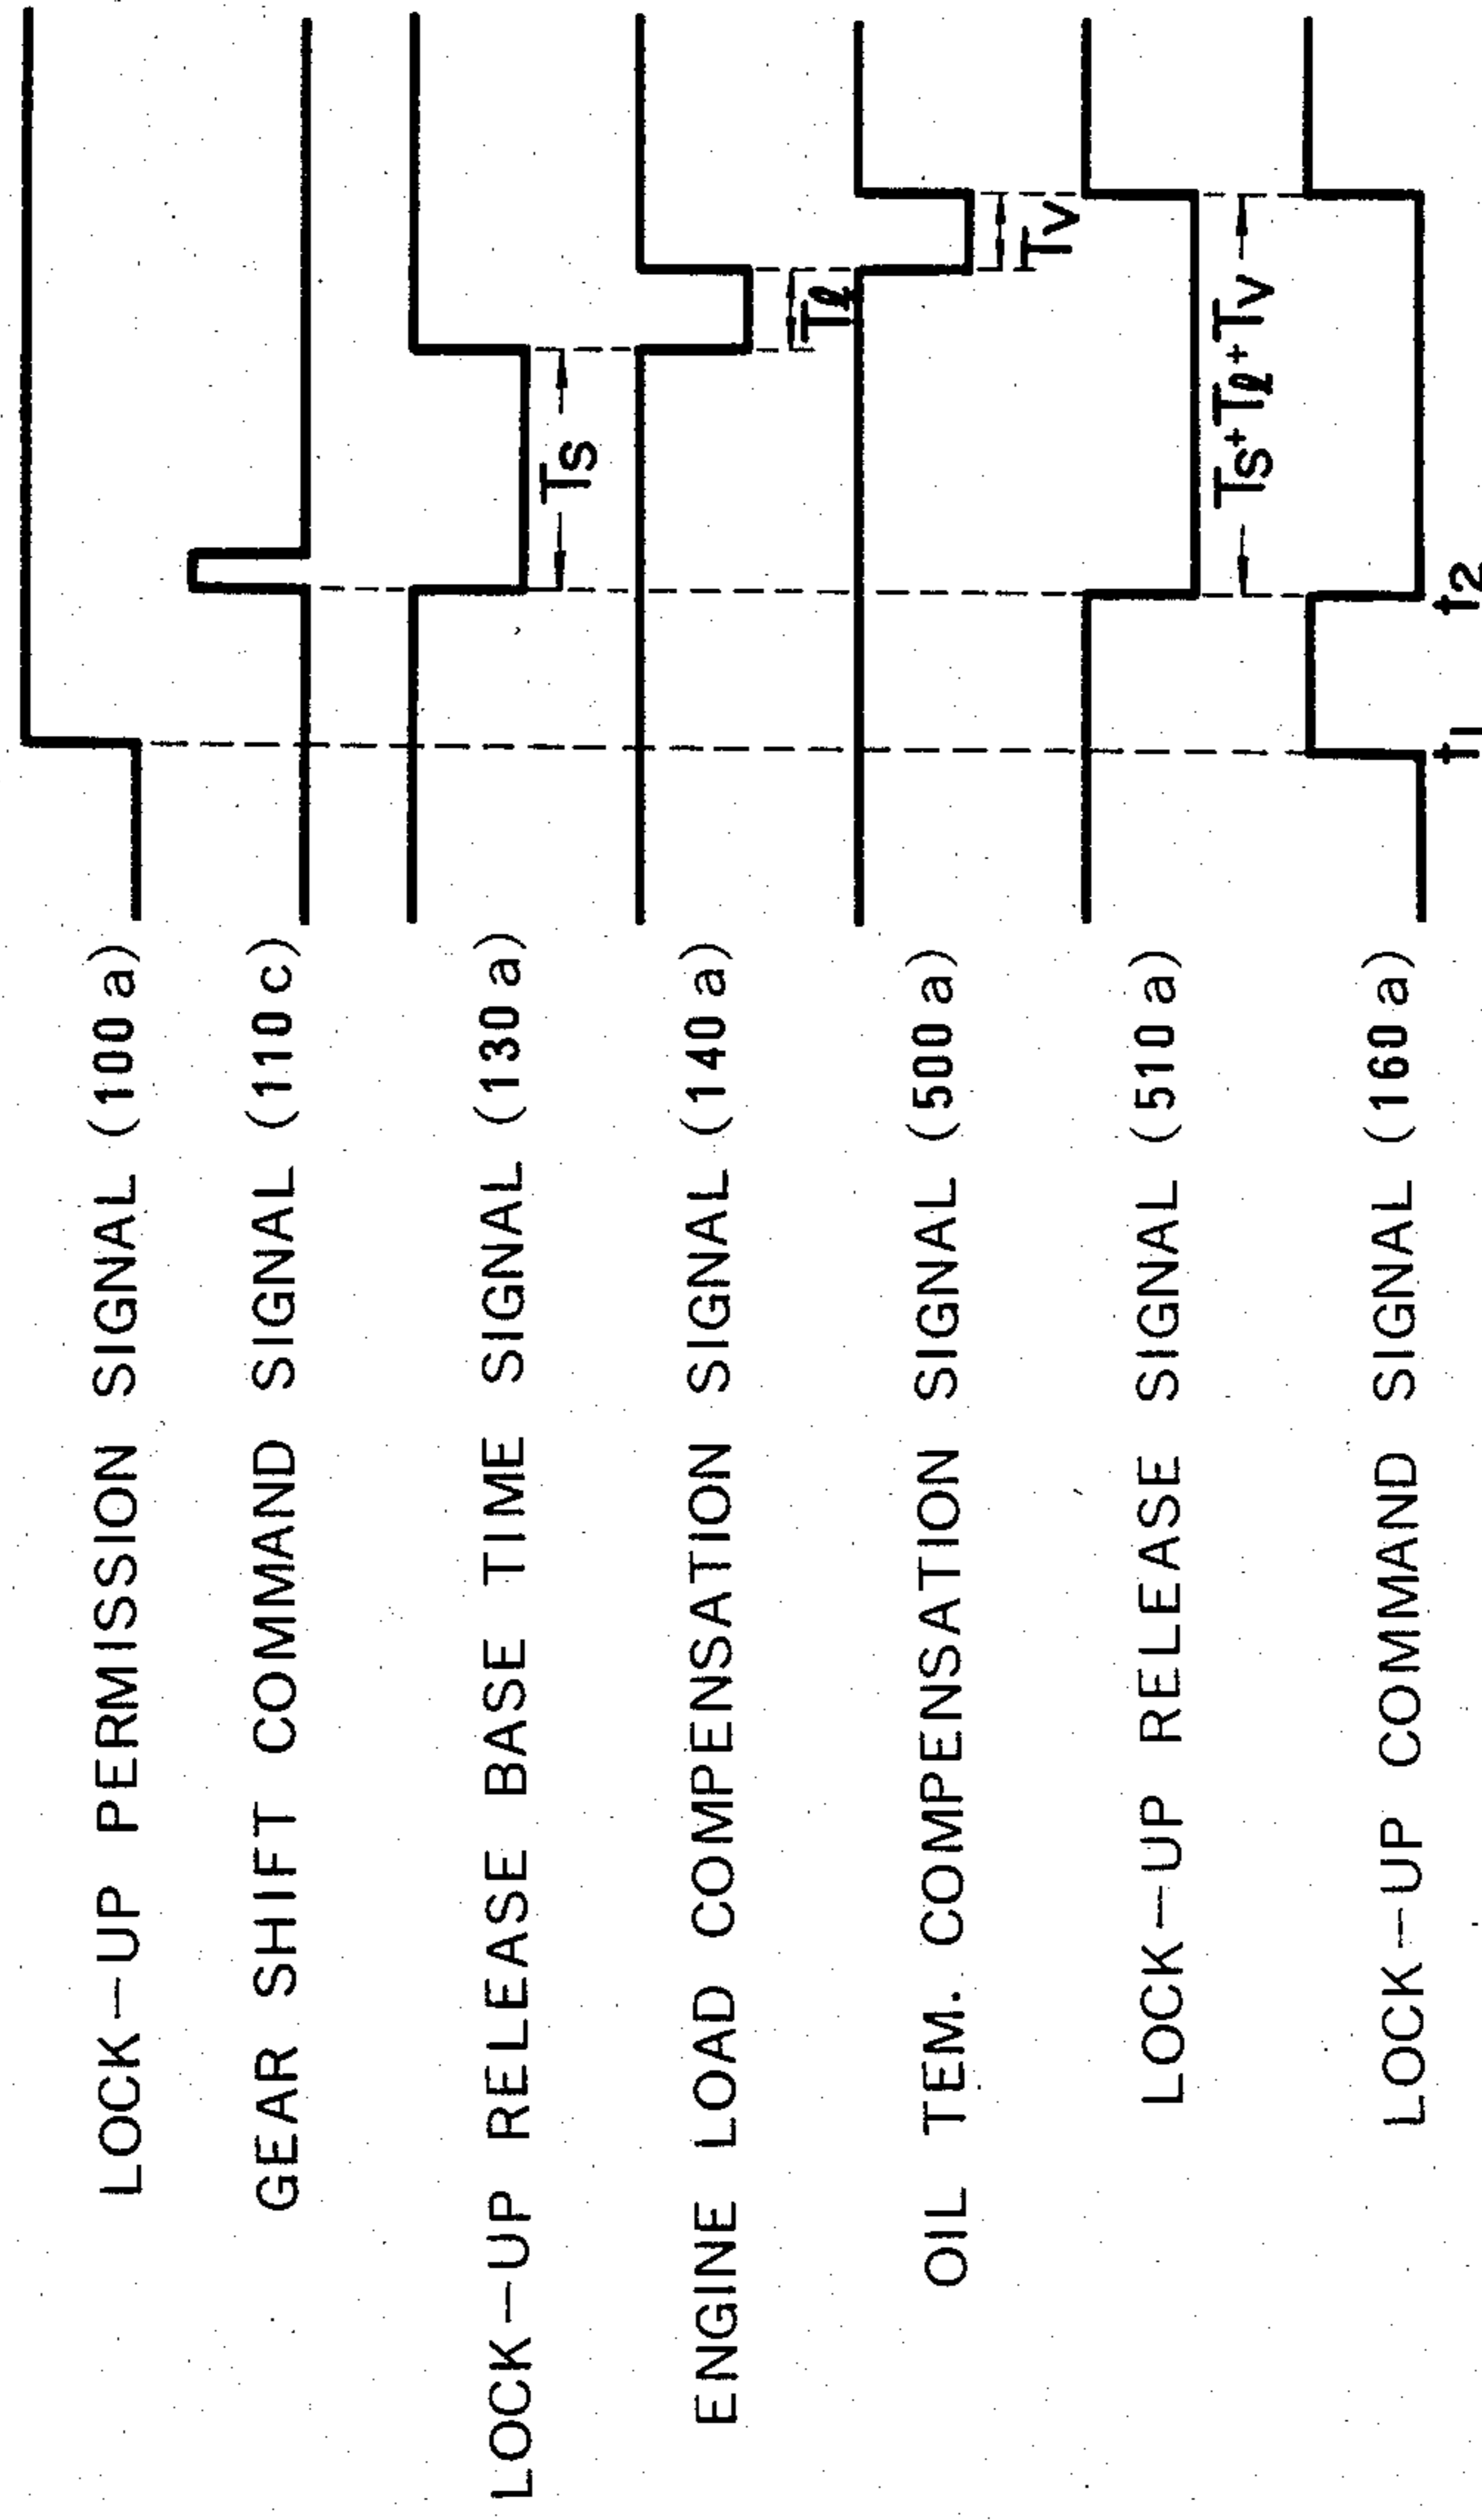 LOCK-UP PERMISSION SIGNAL (100a)
GEAR SHIFT COMMAND SIGNAL (110c)
LOCK-UP RELEASE BASE TIME SIGNAL (130a)
Ts
ENGINE LOAD COMPENSATION SIGNAL (140a)
Tℓ
OIL TEM. COMPENSATION SIGNAL (500a)
Tv
LOCK-UP RELEASE SIGNAL (510a)
Ts+Tℓ+Tv
LOCK-UP COMMAND SIGNAL (160a)
t1 t2